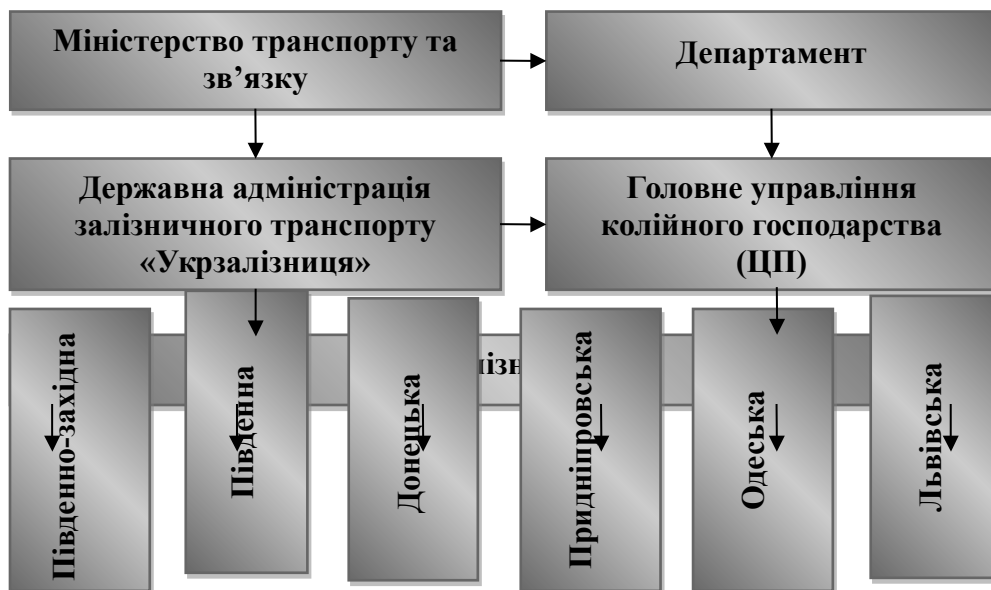 Міністерство транспорту та
зв’язку
Департамент
Державна адміністрація
залізничного транспорту
«Укрзалізниця»
Головне управління
колійного господарства
(ЦП)
Південно-західна
Південна
Донецька
Придніпровська
Одеська
Львівська